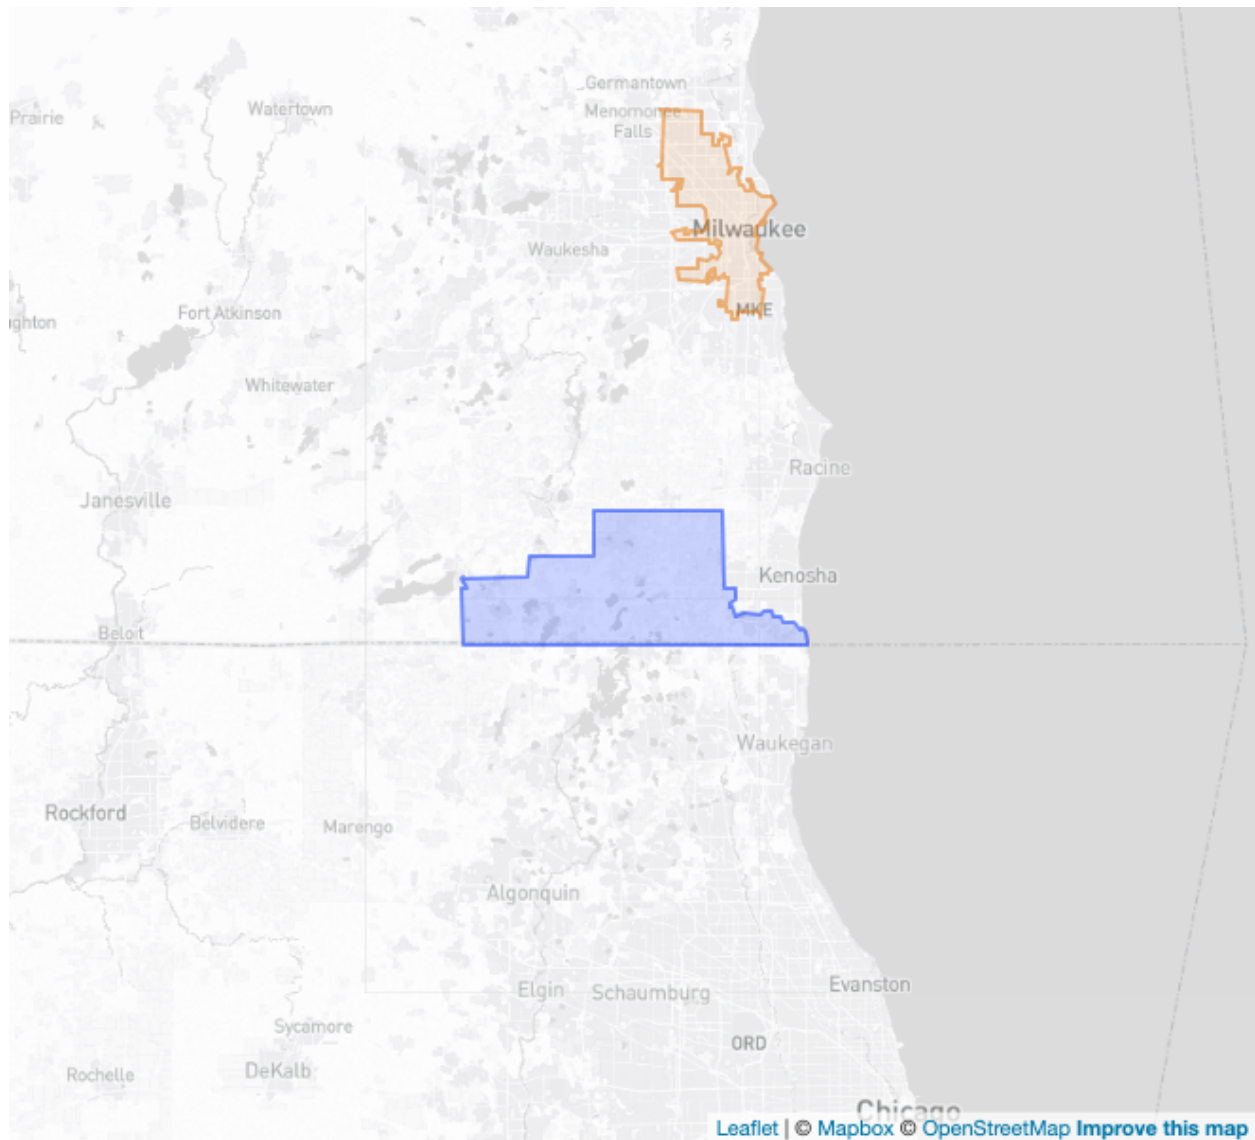 Germantown
Menomonee
Falls
Watertown
Prairie
Milwaukee
Waukesha
MKE
Fort Atkinson
ghton
Whitewater
Racine
Janesville
Kenosha
Beloit
Waukegan
Rockford
Belvidere
Marengo
Algonquin
Evanston
Elgin
Schaumburg
Sycamore
ORD
DeKalb
Rochelle
Chicago
Leaflet | © Mapbox © OpenStreetMap Improve this map